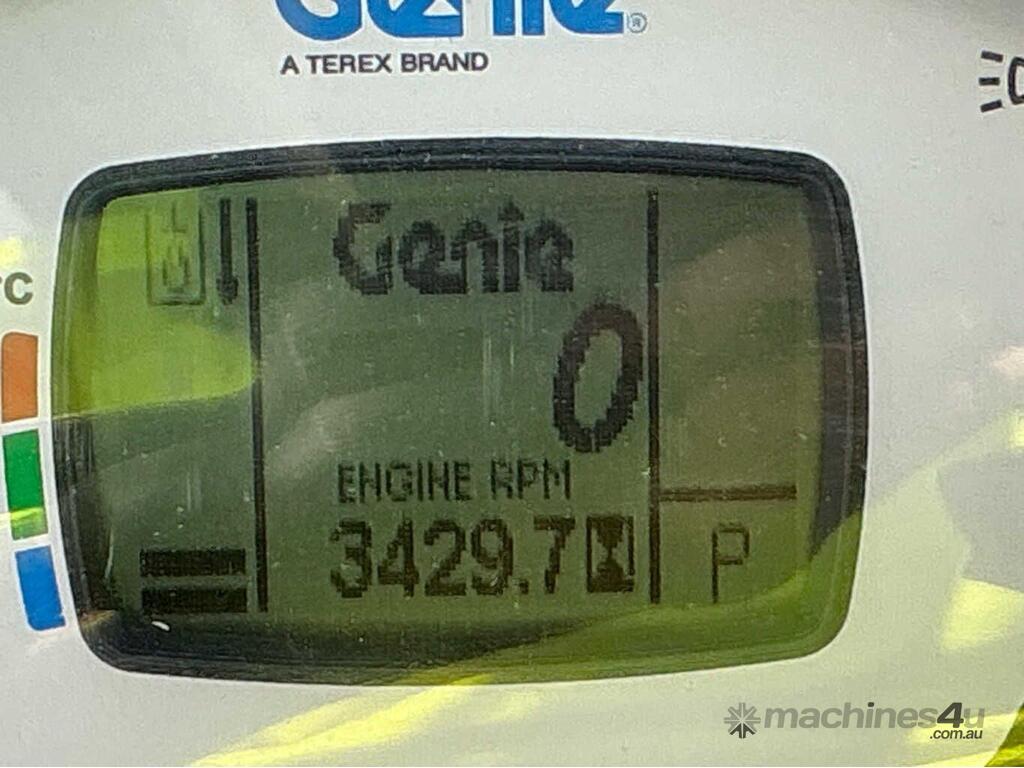 Genie®
A TEREX BRAND
°C
Genie
0
ENGINE RPM
3429.7
P
machines4u
.com.au